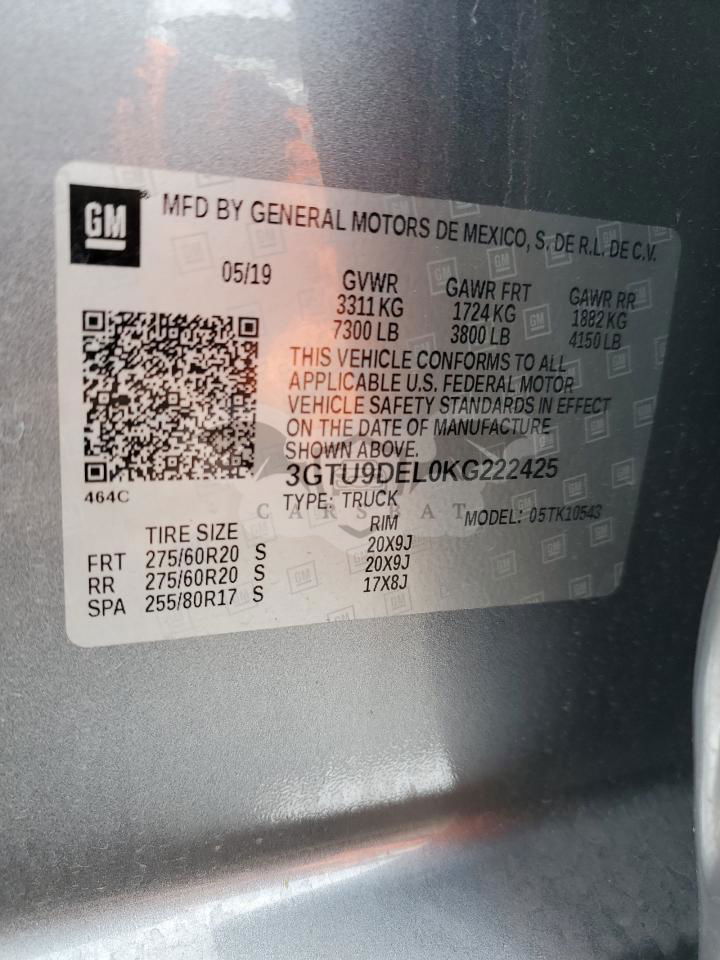 GM
MFD BY GENERAL MOTORS DE MEXICO, S. DE R.L. DE C.V.
05/19 GVWR GAWR FRT GAWR RR
3311 KG 1724 KG 1882 KG
7300 LB 3800 LB 4150 LB
THIS VEHICLE CONFORMS TO ALL
APPLICABLE U.S. FEDERAL MOTOR
VEHICLE SAFETY STANDARDS IN EFFECT
ON THE DATE OF MANUFACTURE
SHOWN ABOVE.
3GTU9DEL0KG222425
464C
TYPE: TRUCK MODEL: 05TK10543
CARSBAT
TIRE SIZE RIM
FRT 275/60R20 S 20X9J
RR 275/60R20 S 20X9J
SPA 255/80R17 S 17X8J